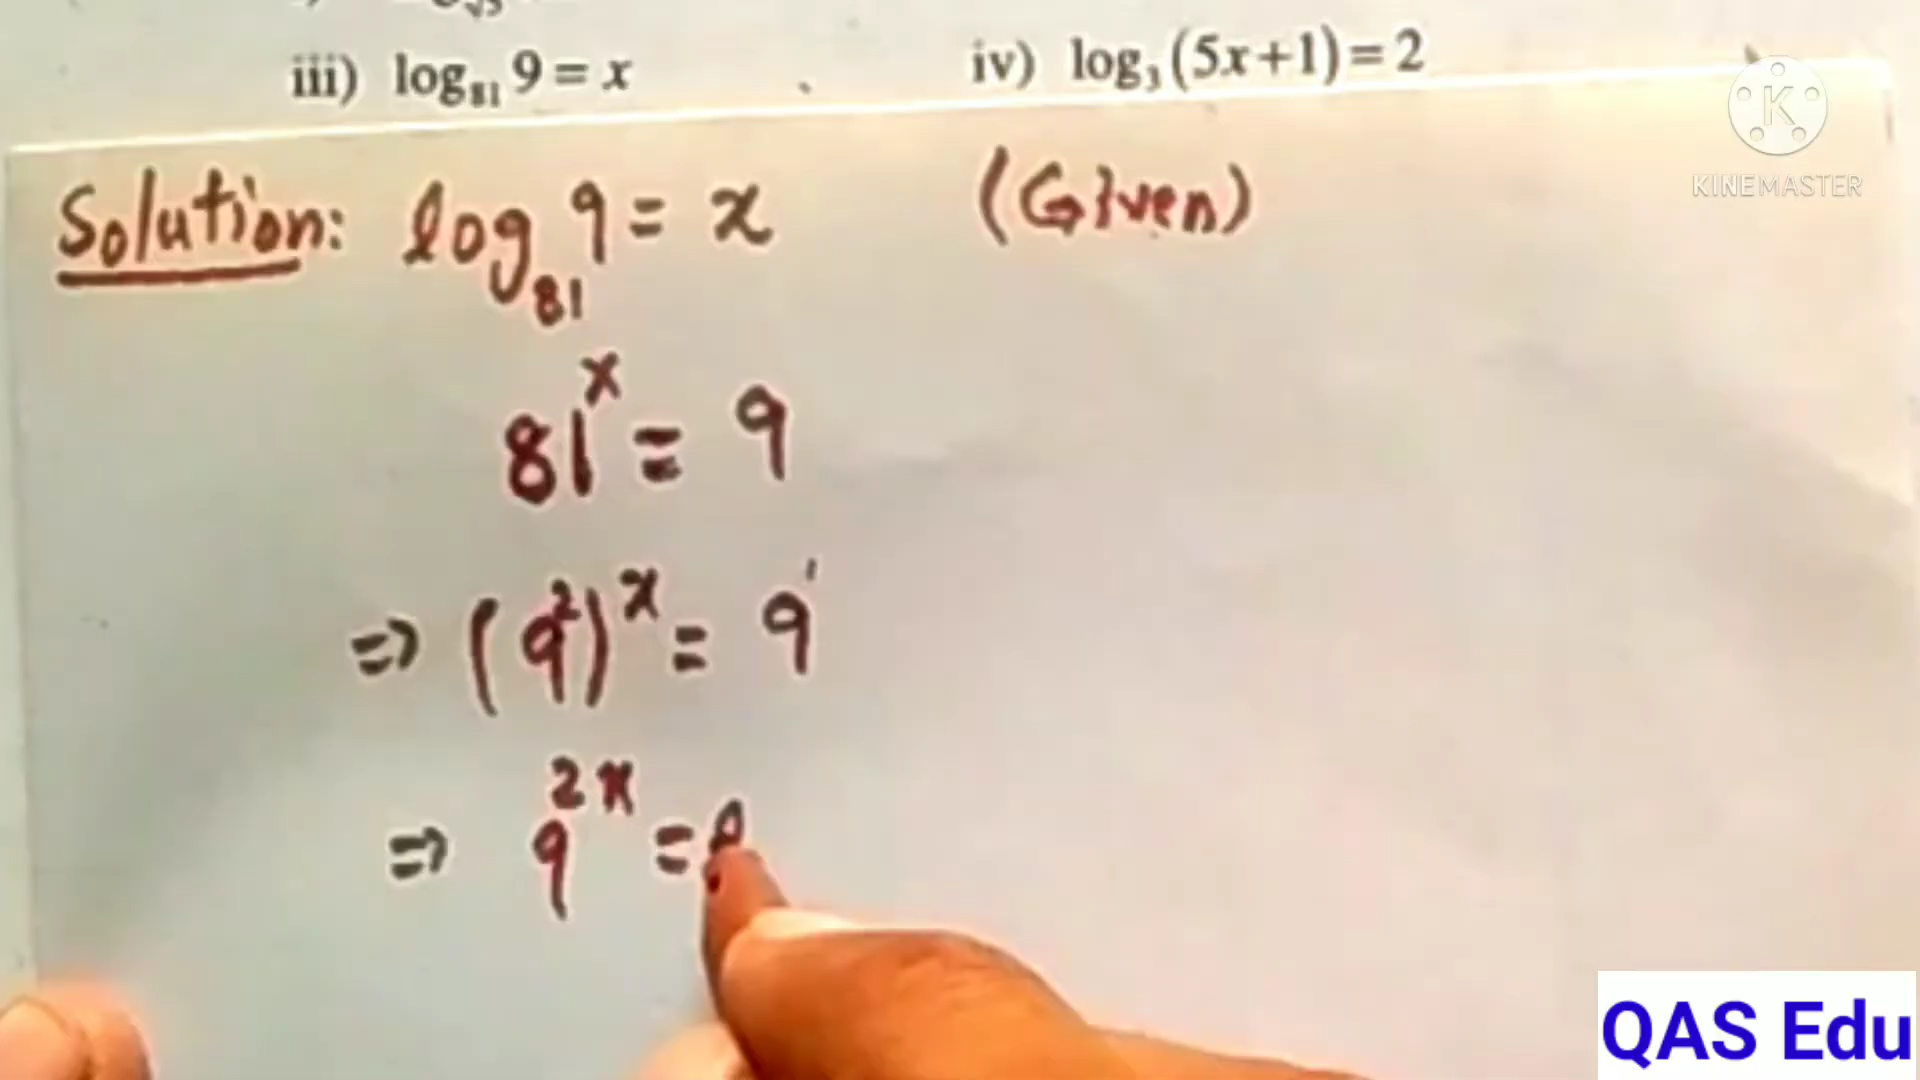 iii) log₈₁ 9 = x
iv) log₃ (5x+1) = 2
KINEMASTER
Solution: log₈₁ 9 = x (Given)
81ˣ = 9
⇒ (9²)ˣ = 9¹
⇒ 9²ˣ =
QAS Edu